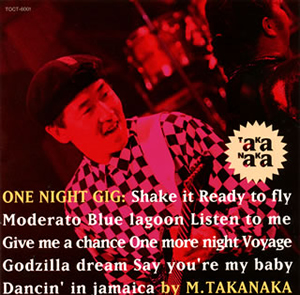 TOCT-6001
TaKa
NaKa
ONE NIGHT GIG: Shake it Ready to fly
Moderato Blue lagoon Listen to me
Give me a chance One more night Voyage
Godzilla dream Say you're my baby
Dancin' in jamaica by M.TAKANAKA